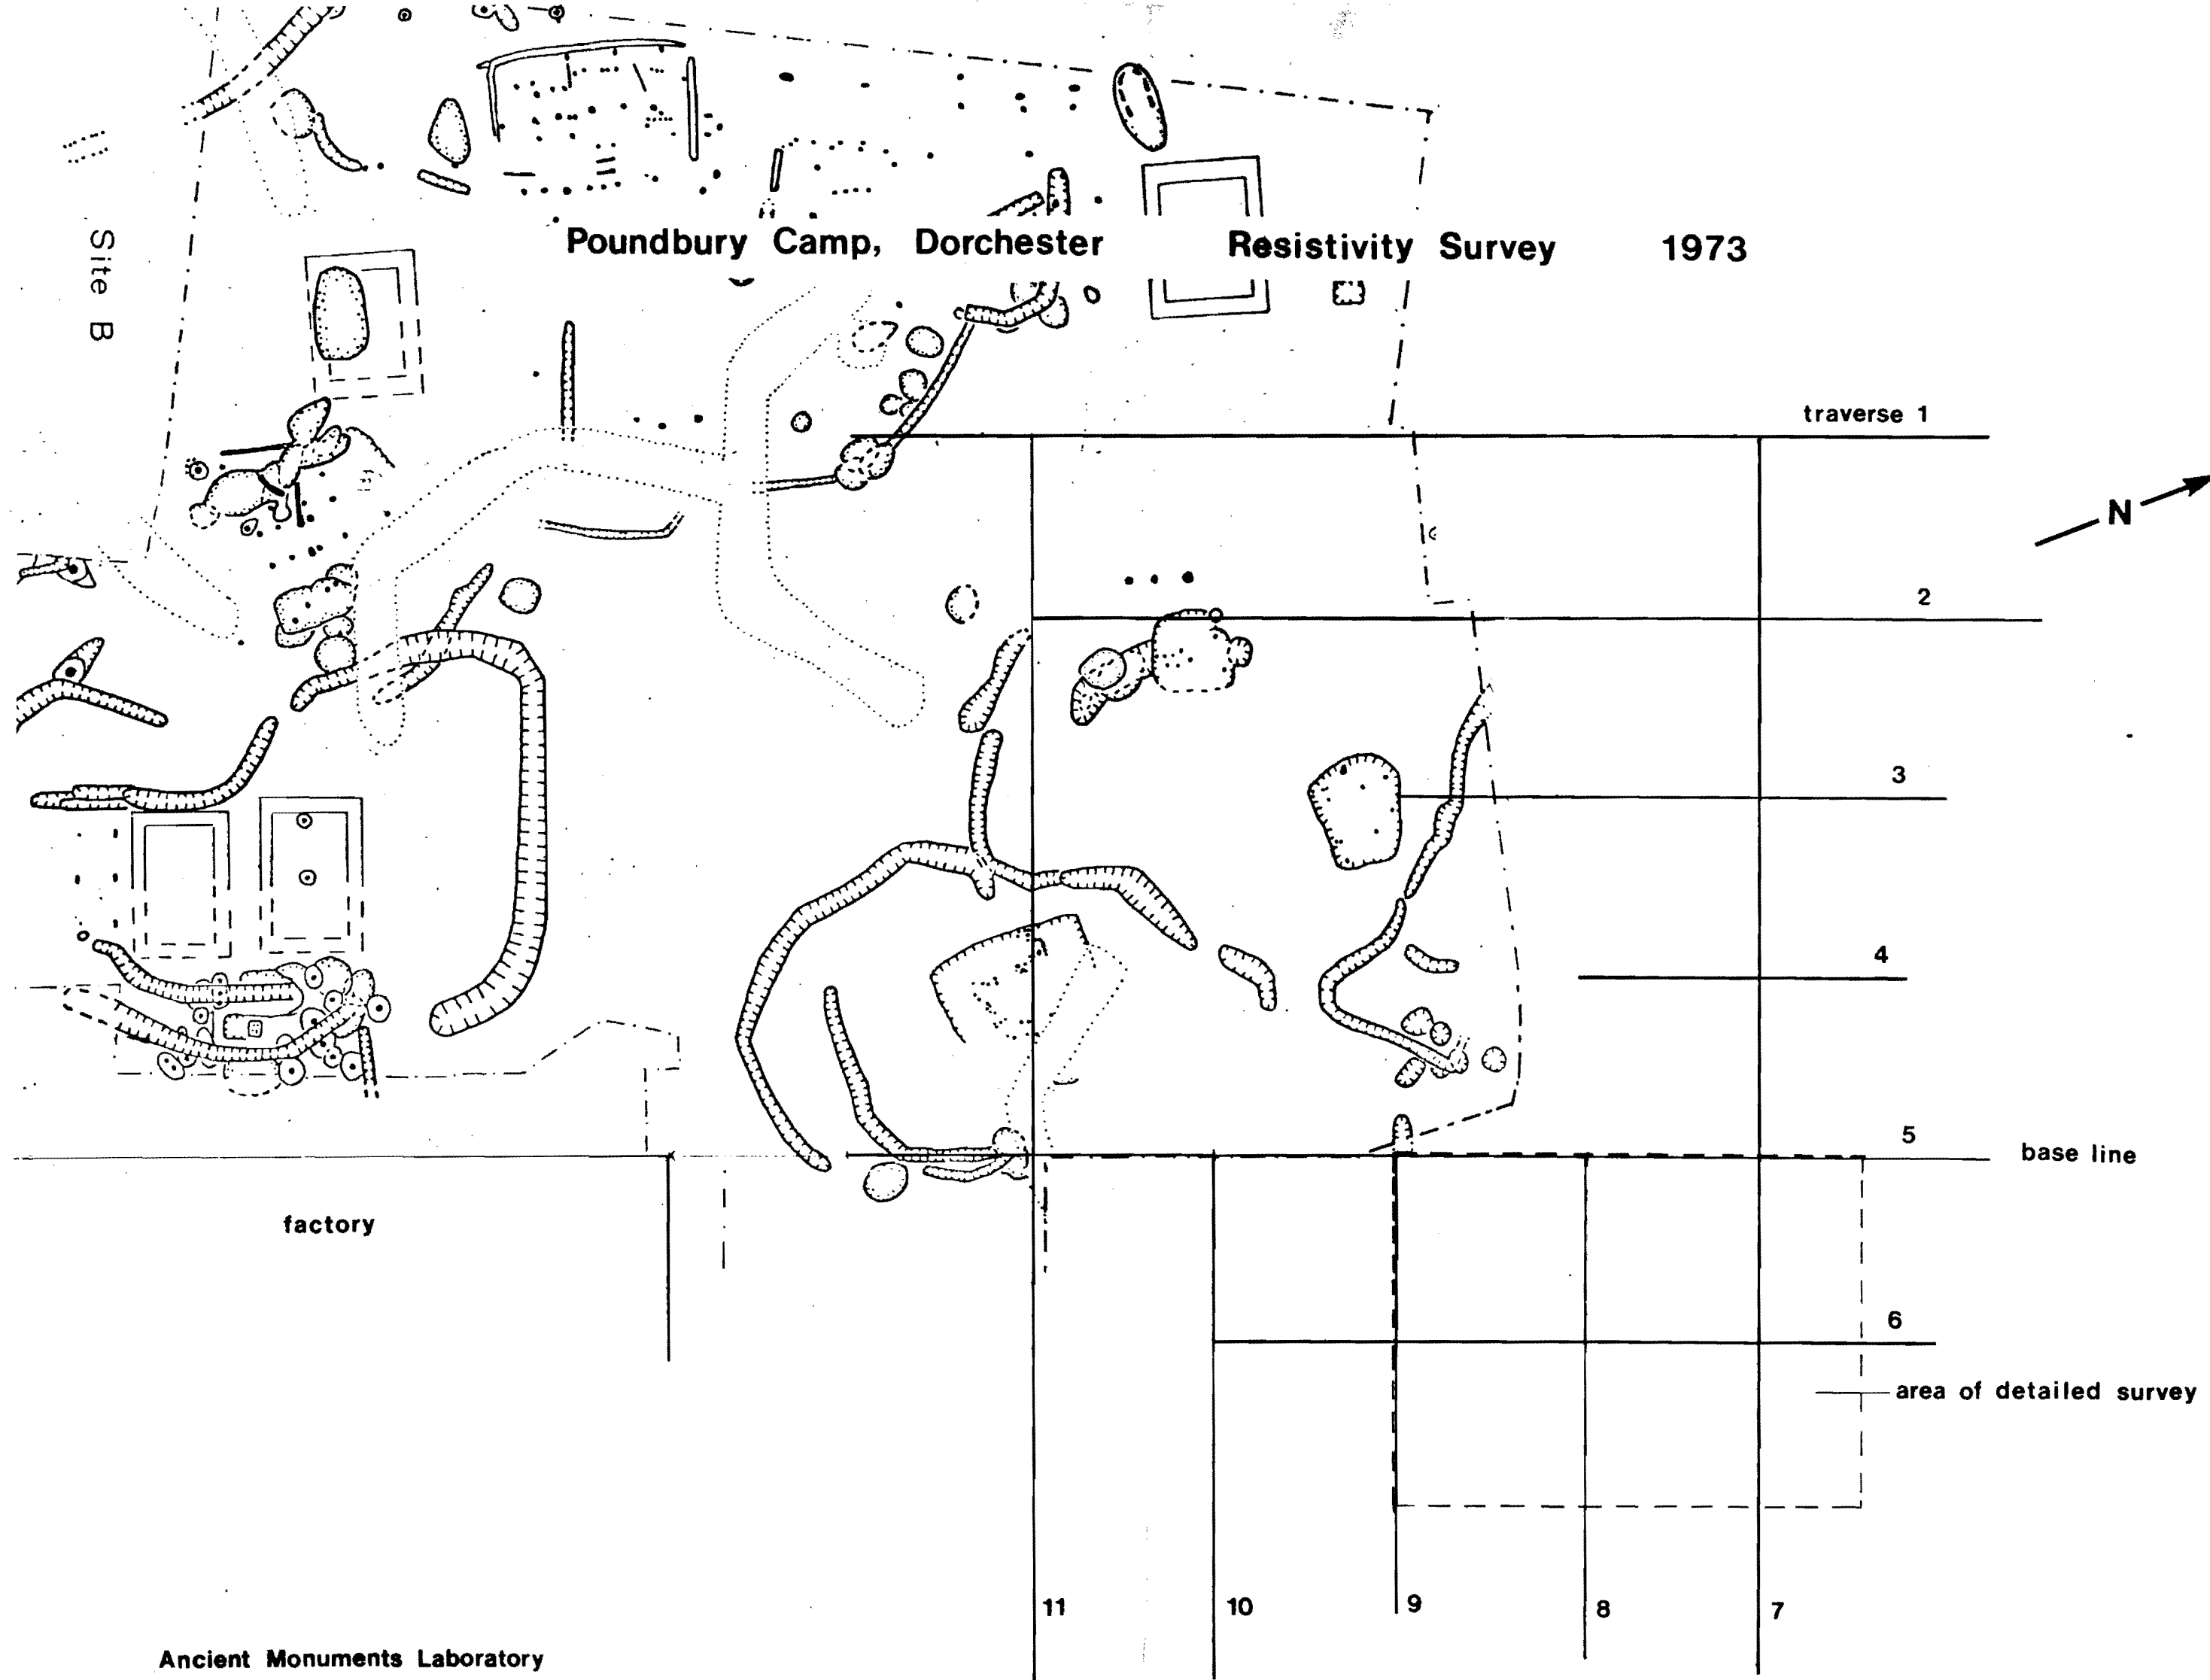 Site B
Poundbury Camp, Dorchester Resistivity Survey 1973
traverse 1
N
2
3
4
5
base line
factory
6
area of detailed survey
11
10
9
8
7
Ancient Monuments Laboratory